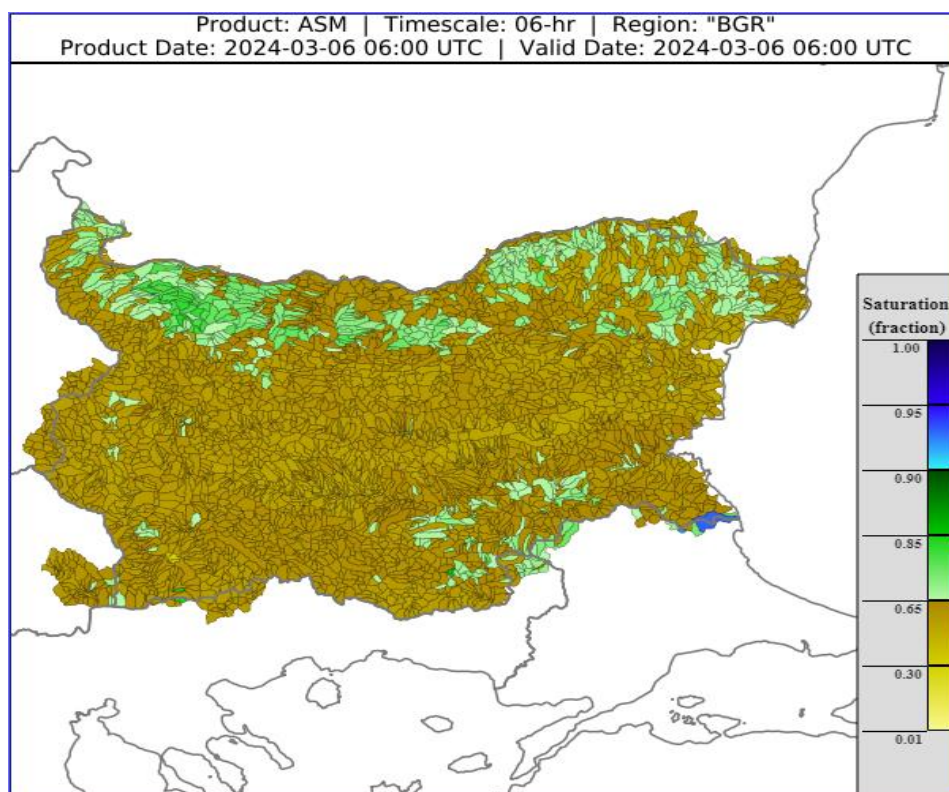 Product: ASM | Timescale: 06-hr | Region: "BGR"
Product Date: 2024-03-06 06:00 UTC | Valid Date: 2024-03-06 06:00 UTC
Saturation
(fraction)
1.00
0.95
0.90
0.85
0.65
0.30
0.01